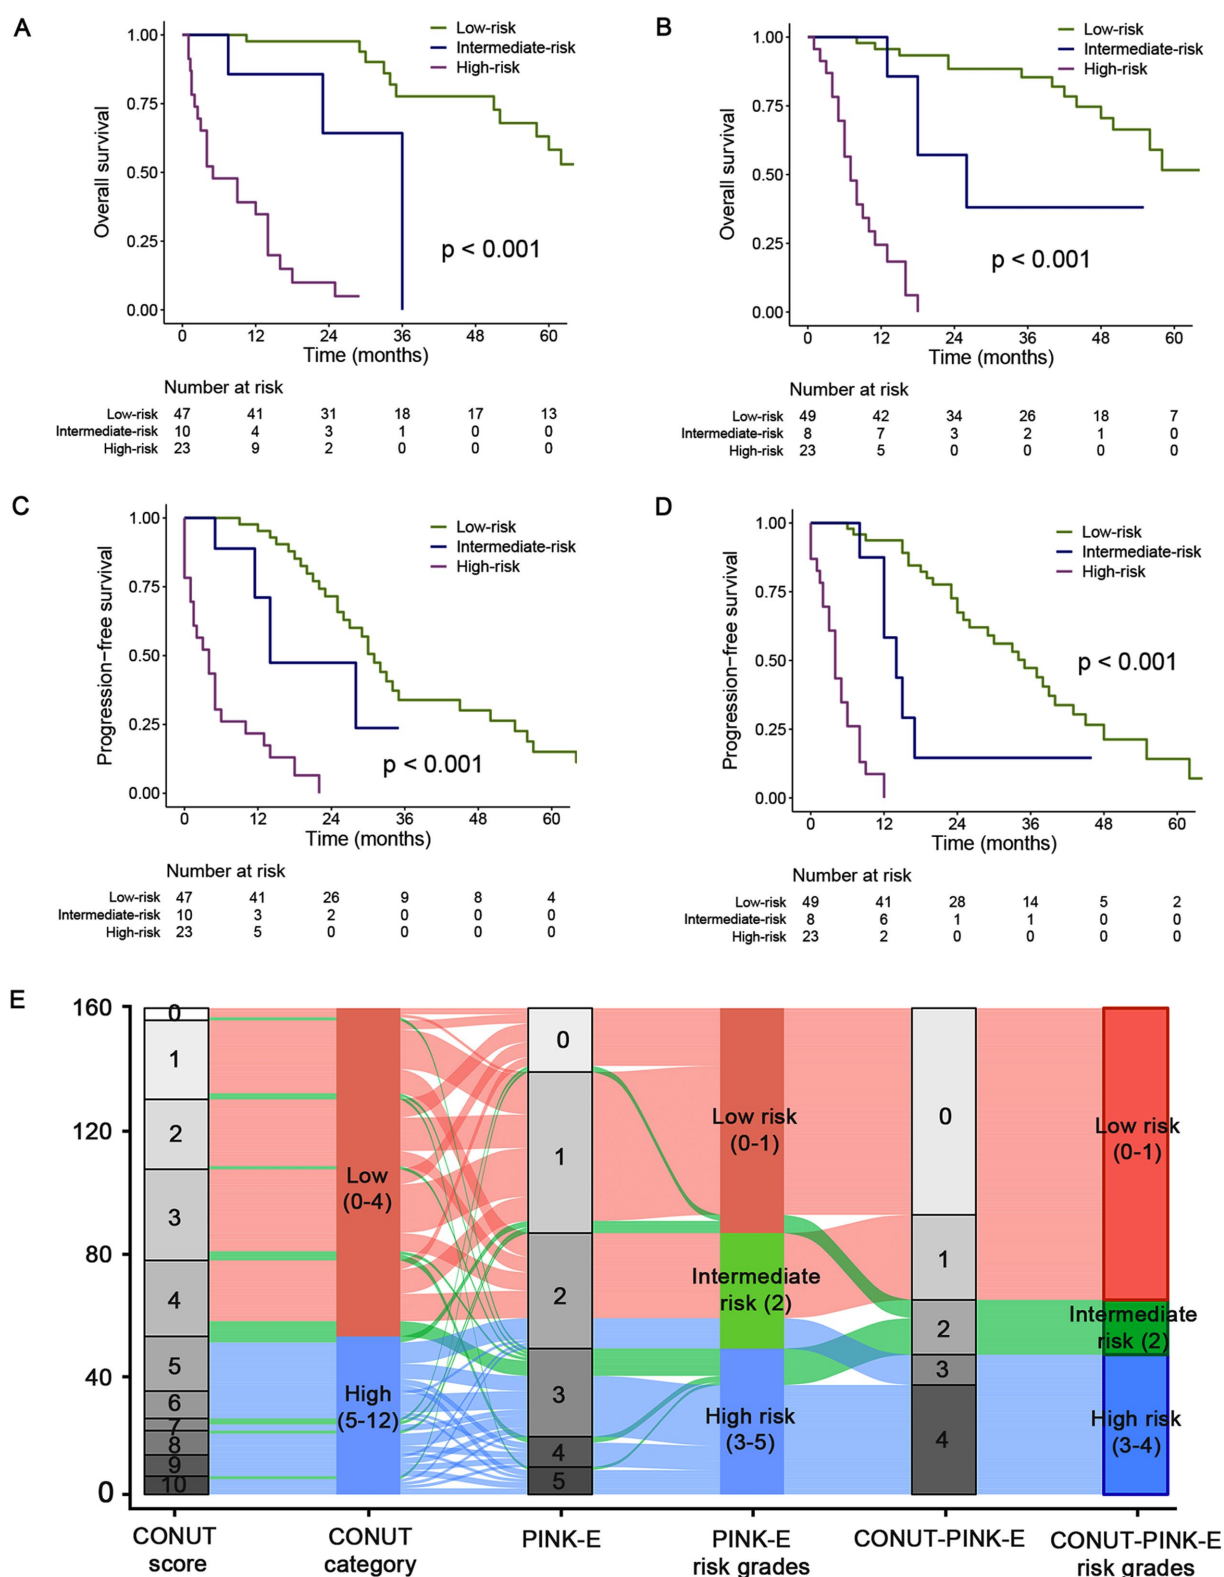 A
1.00
0.75
0.50
0.25
0.00
Overall survival
Low-risk
Intermediate-risk
High-risk
p < 0.001
0 12 24 36 48 60
Time (months)
Number at risk
Low-risk 47 41 31 18 17 13
Intermediate-risk 10 4 3 1 0 0
High-risk 23 9 2 0 0 0
B
1.00
0.75
0.50
0.25
0.00
Overall survival
Low-risk
Intermediate-risk
High-risk
p < 0.001
0 12 24 36 48 60
Time (months)
Number at risk
Low-risk 49 42 34 26 18 7
Intermediate-risk 8 7 3 2 1 0
High-risk 23 5 0 0 0 0
C
1.00
0.75
0.50
0.25
0.00
Progression-free survival
Low-risk
Intermediate-risk
High-risk
p < 0.001
0 12 24 36 48 60
Time (months)
Number at risk
Low-risk 47 41 26 9 8 4
Intermediate-risk 10 3 2 0 0 0
High-risk 23 5 0 0 0 0
D
1.00
0.75
0.50
0.25
0.00
Progression-free survival
Low-risk
Intermediate-risk
High-risk
p < 0.001
0 12 24 36 48 60
Time (months)
Number at risk
Low-risk 49 41 28 14 5 2
Intermediate-risk 8 6 1 1 0 0
High-risk 23 2 0 0 0 0
E
160
120
80
40
0
0
1
2
3
4
5
6
7
8
9
10
Low
(0-4)
High
(5-12)
0
1
2
3
4
5
Low risk
(0-1)
Intermediate
risk (2)
High risk
(3-5)
0
1
2
3
4
Low risk
(0-1)
Intermediate
risk (2)
High risk
(3-4)
CONUT
score
CONUT
category
PINK-E
PINK-E
risk grades
CONUT-PINK-E
CONUT-PINK-E
risk grades